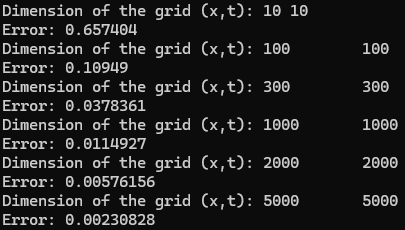 Dimension of the grid (x,t): 10 10
Error: 0.657404
Dimension of the grid (x,t): 100 100
Error: 0.10949
Dimension of the grid (x,t): 300 300
Error: 0.0378361
Dimension of the grid (x,t): 1000 1000
Error: 0.0114927
Dimension of the grid (x,t): 2000 2000
Error: 0.00576156
Dimension of the grid (x,t): 5000 5000
Error: 0.00230828